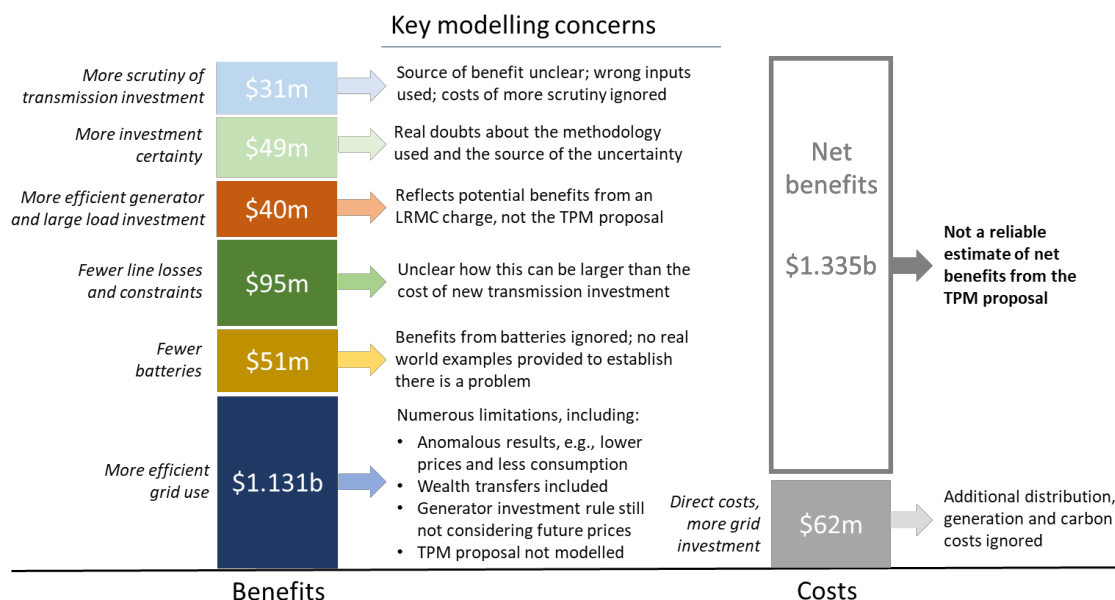 Key modelling concerns
More scrutiny of
transmission investment
$31m
Source of benefit unclear; wrong inputs
used; costs of more scrutiny ignored
More investment
certainty
$49m
Real doubts about the methodology
used and the source of the uncertainty
More efficient generator
and large load investment
$40m
Reflects potential benefits from an
LRMC charge, not the TPM proposal
Fewer line losses
and constraints
$95m
Unclear how this can be larger than the
cost of new transmission investment
Fewer
batteries
$51m
Benefits from batteries ignored; no real
world examples provided to establish
there is a problem
More efficient
grid use
$1.131b
Numerous limitations, including:
• Anomalous results, e.g., lower
prices and less consumption
• Wealth transfers included
• Generator investment rule still
not considering future prices
• TPM proposal not modelled
Benefits
Net
benefits
$1.335b
Not a reliable
estimate of net
benefits from the
TPM proposal
Direct costs,
more grid
investment
$62m
Additional distribution,
generation and carbon
costs ignored
Costs